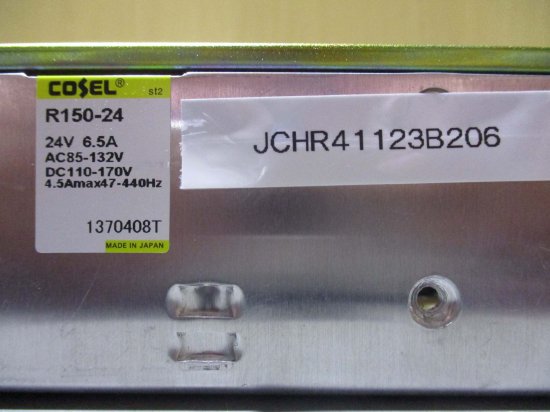 COSEL® st2
R150-24
24V 6.5A
AC85-132V
DC110-170V
4.5Amax47-440Hz
1370408T
MADE IN JAPAN
JCHR41123B206